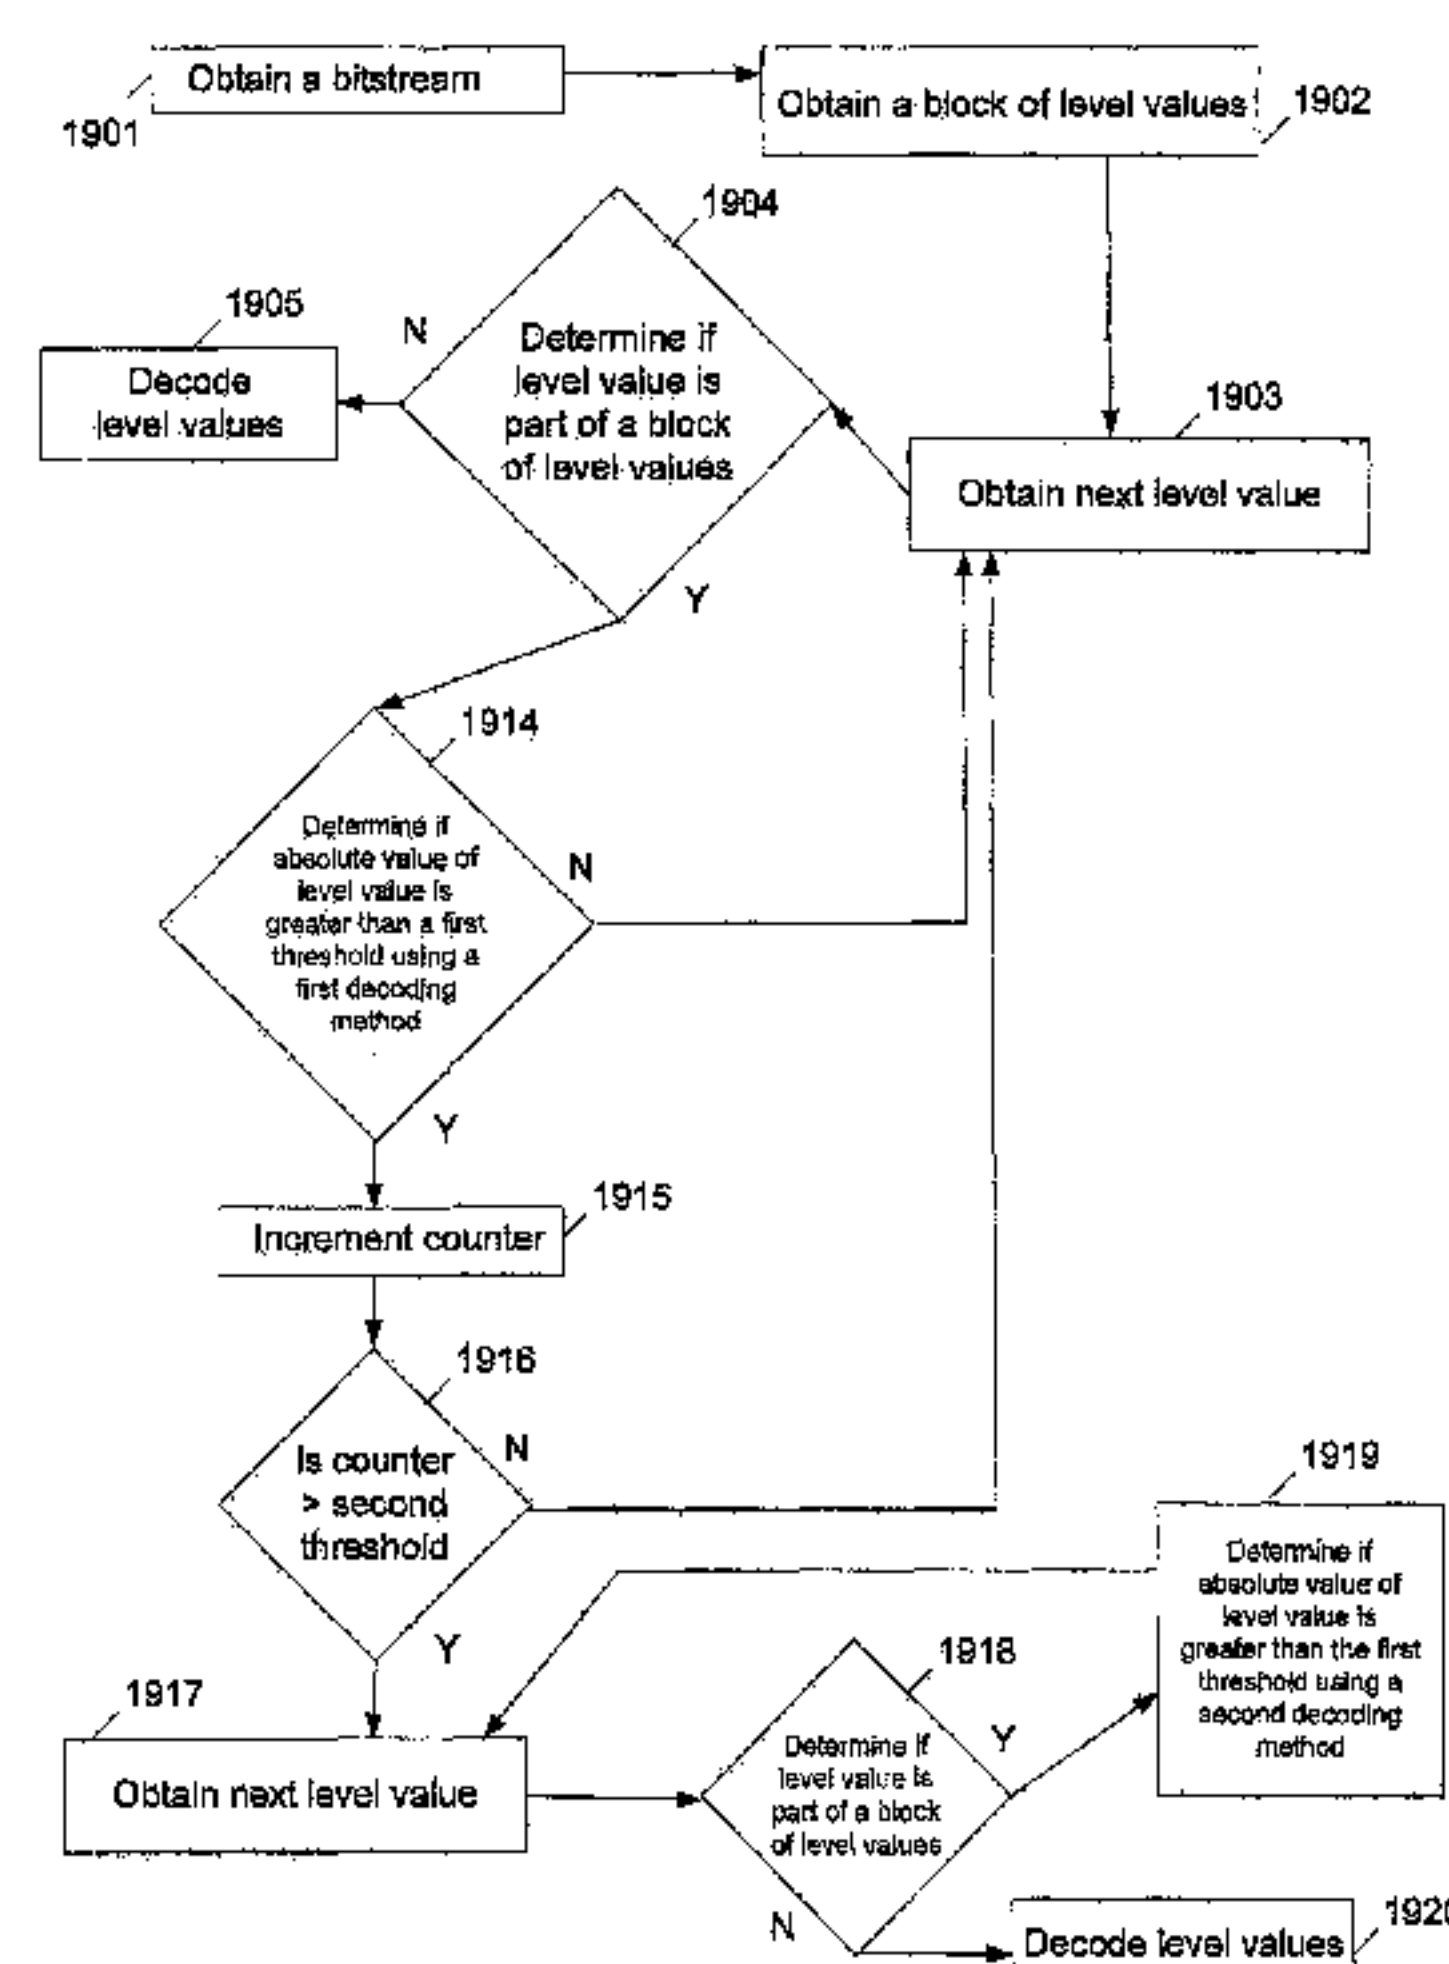 Obtain a bitstream
1901
Obtain a block of level values
1902
1904
Determine if
level value is
part of a block
of level values
N
Y
1905
Decode
level values
1903
Obtain next level value
1914
Determine if
absolute value of
level value is
greater than a first
threshold using a
first decoding
method
N
Y
1915
Increment counter
1916
Is counter
> second
threshold
N
Y
1917
Obtain next level value
1918
Determine if
level value is
part of a block
of level values
Y
N
1919
Determine if
absolute value of
level value is
greater than the first
threshold using a
second decoding
method
1920
Decode level values